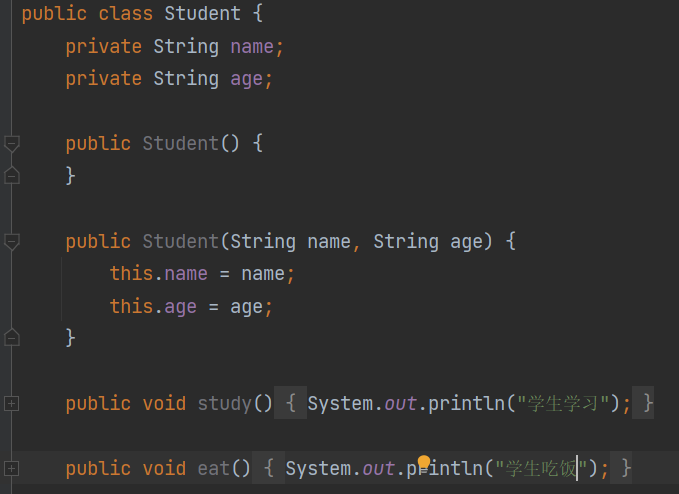 public class Student {
private String name;
private String age;
public Student() {
}
public Student(String name, String age) {
this.name = name;
this.age = age;
}
public void study() { System.out.println("学生学习"); }
public void eat() { System.out.println("学生吃饭"); }